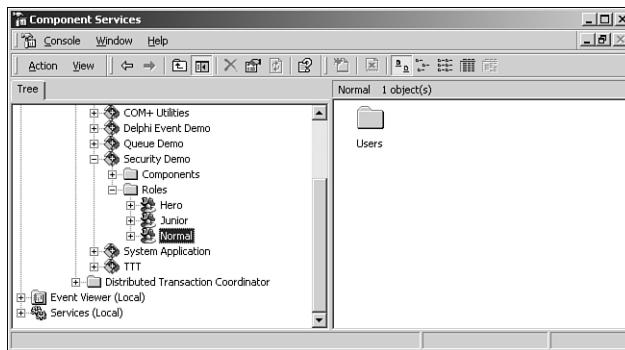 Component Services
Console Window Help
Action View
Tree
Normal 1 object(s)
COM+ Utilities
Delphi Event Demo
Queue Demo
Security Demo
Components
Roles
Hero
Junior
Normal
System Application
TTT
Distributed Transaction Coordinator
Event Viewer (Local)
Services (Local)
Users